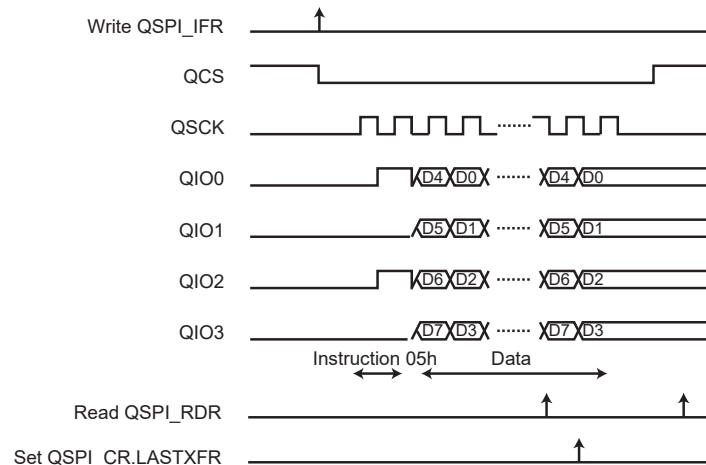 Write QSPI_IFR
QCS
QSCK
QIO0 D4 D0 ....... D4 D0
QIO1 D5 D1 ....... D5 D1
QIO2 D6 D2 ....... D6 D2
QIO3 D7 D3 ....... D7 D3
Instruction 05h Data
Read QSPI_RDR
Set QSPI_CR.LASTXFR